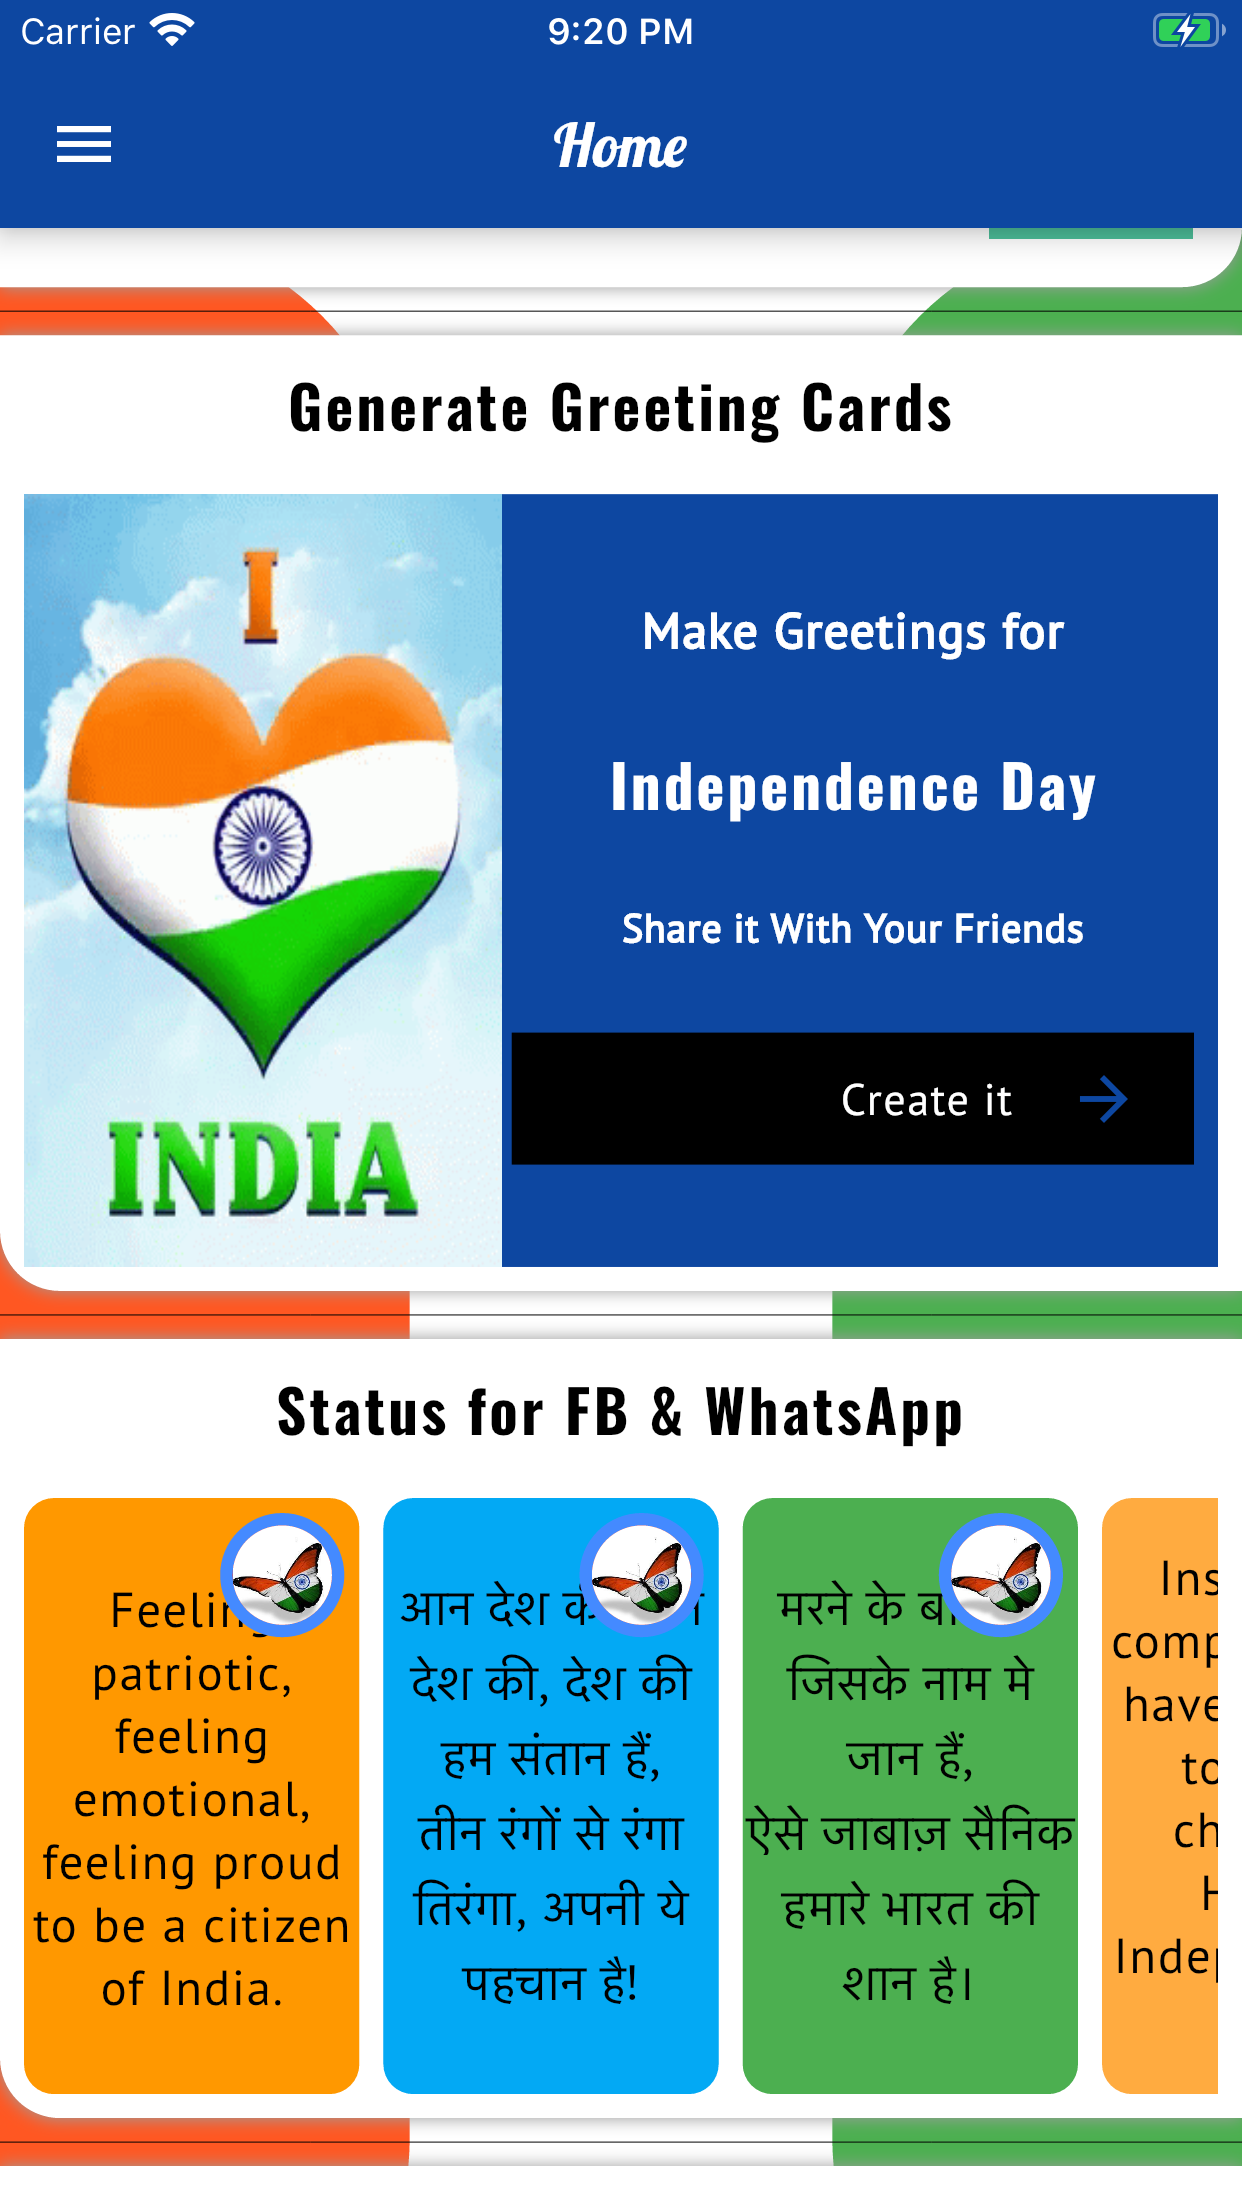 Carrier
9:20 PM
Home
Generate Greeting Cards
I
INDIA
Make Greetings for
Independence Day
Share it With Your Friends
Create it
Status for FB & WhatsApp
patriotic,
feeling
emotional,
feeling proud
to be a citizen
of India.
आन देश
देश की, देश की
हम संतान हैं,
तीन रंगों से रंगा
तिरंगा, अपनी ये
पहचान है!
मरने के
जिसके नाम मे
जान हैं,
ऐसे जाबाज़ सैनिक
हमारे भारत की
शान है।
have